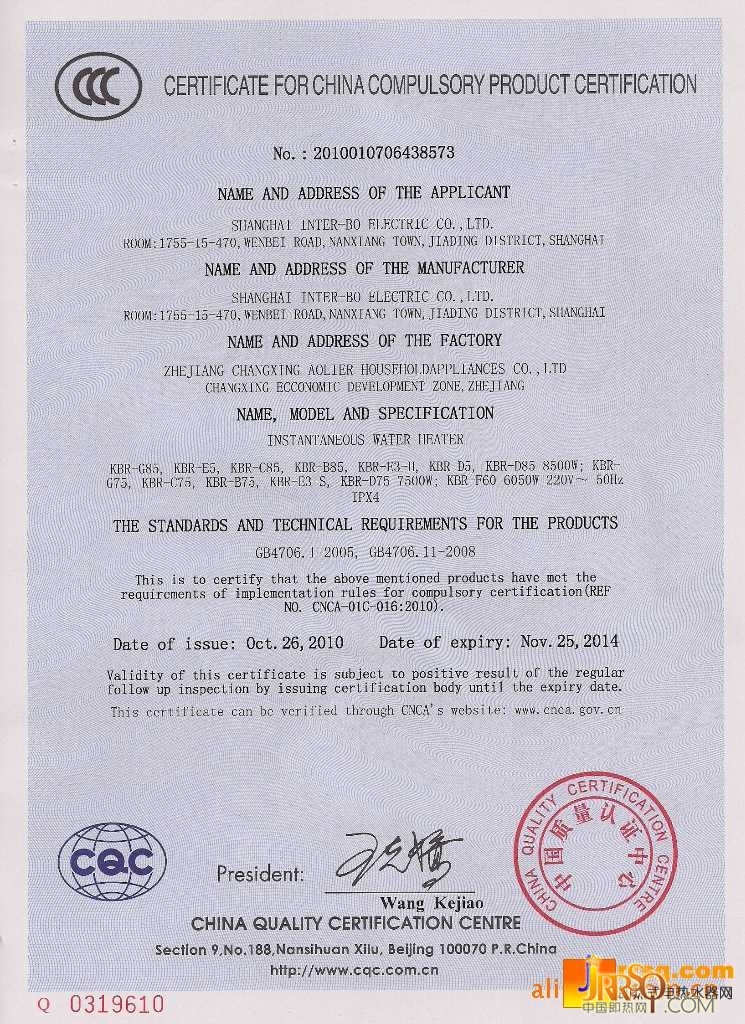 CCC
CERTIFICATE FOR CHINA COMPULSORY PRODUCT CERTIFICATION
No.: 2010010706438573
NAME AND ADDRESS OF THE APPLICANT
SHANGHAI INTER-BO ELECTRIC CO.,LTD.
ROOM:1755-15-470,WENBEI ROAD,NANXIANG TOWN,JIADING DISTRICT,SHANGHAI
NAME AND ADDRESS OF THE MANUFACTURER
SHANGHAI INTER-BO ELECTRIC CO.,LTD.
ROOM:1755-15-470,WENBEI ROAD,NANXIANG TOWN,JIADING DISTRICT,SHANGHAI
NAME AND ADDRESS OF THE FACTORY
ZHEJIANG CHANGXING AOLIER HOUSEHOLDAPPLIANCES CO.,LTD
CHANGXING ECCONOMIC DEVELOPMENT ZONE,ZHEJIANG
NAME, MODEL AND SPECIFICATION
INSTANTANEOUS WATER HEATER
KBR-G85, KBR-E5, KBR-C85, KBR-B85, KBR-E3-H, KBR D5, KBR-D85 8500W; KBR-
G75, KBR-C75, KBR-B75, KBR-E3 S, KBR-D75 7500W; KBR F60 6050W 220V~ 50Hz
IPX4
THE STANDARDS AND TECHNICAL REQUIREMENTS FOR THE PRODUCTS
GB4706.1 2005, GB4706.11-2008
This is to certify that the above mentioned products have met the
requirements of implementation rules for compulsory certification(REF
NO. CNCA-01C-016:2010).
Date of issue: Oct.26,2010 Date of expiry: Nov.25,2014
Validity of this certificate is subject to positive result of the regular
follow up inspection by issuing certification body until the expiry date.
This certificate can be verified through CNCA's website: www.cnca.gov.cn
CHINA QUALITY CERTIFICATION CENTRE
中国质量认证中心
CQC
President:
Wang Kejiao
CHINA QUALITY CERTIFICATION CENTRE
Section 9,No.188,Nansihuan Xilu, Beijing 100070 P.R.China
http://www.cqc.com.cn
Q 0319610
中国即热网